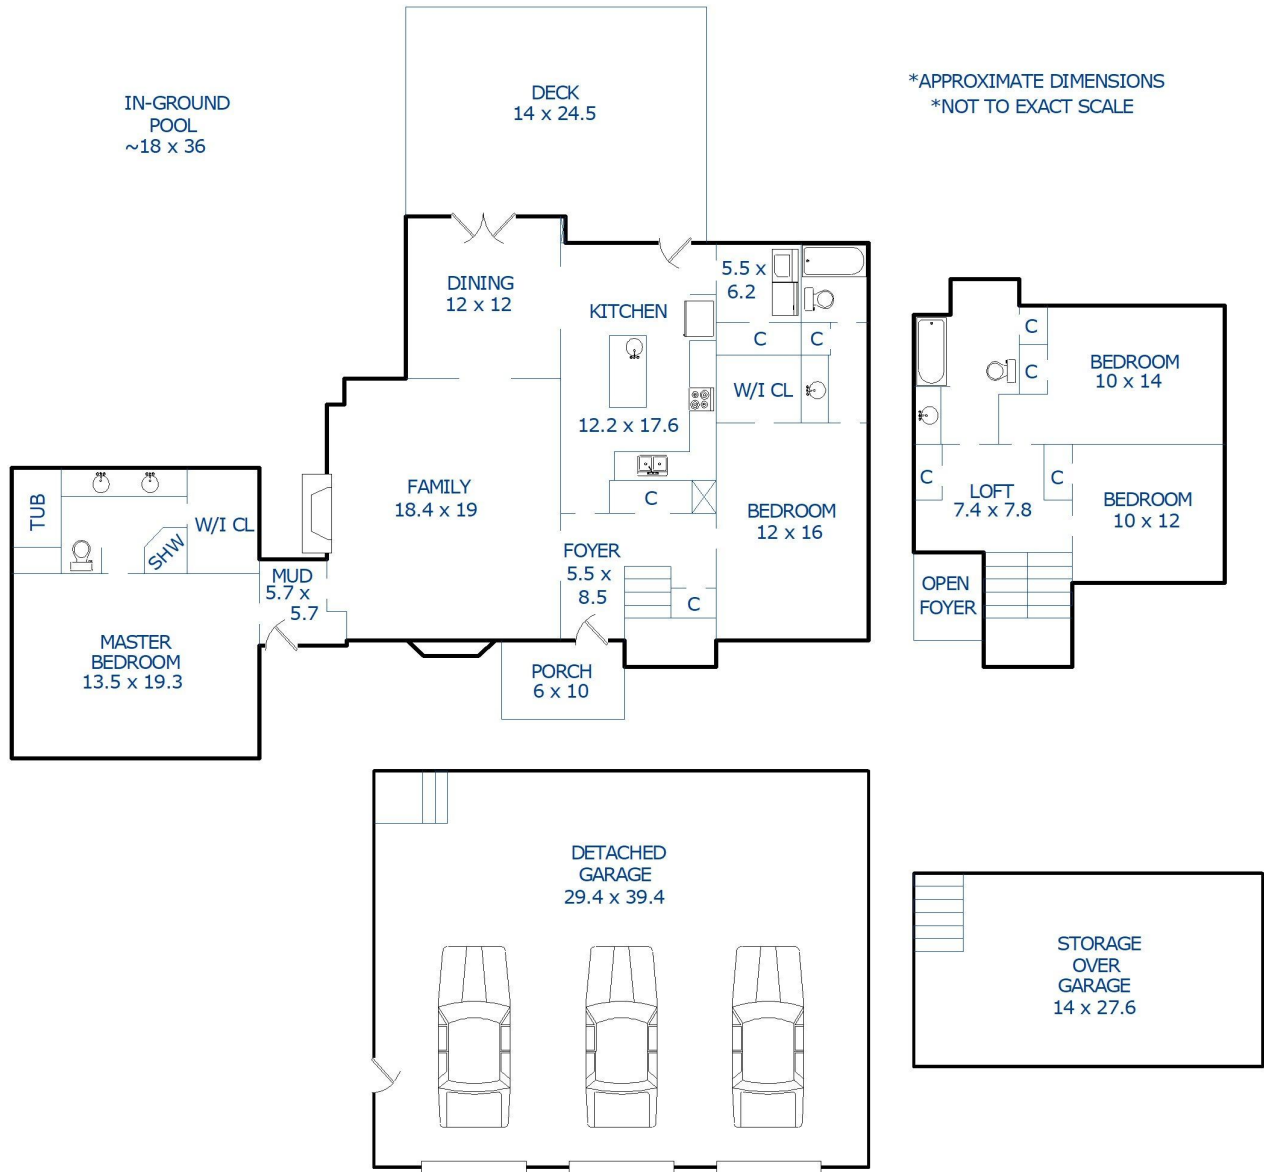 IN-GROUND
POOL
~18 x 36
DECK
14 x 24.5
*APPROXIMATE DIMENSIONS
*NOT TO EXACT SCALE
DINING
12 x 12
KITCHEN
12.2 x 17.6
5.5 x
6.2
C
C
W/I CL
FAMILY
18.4 x 19
C
BEDROOM
12 x 16
FOYER
5.5 x
8.5
C
TUB
SHW
W/I CL
MUD
5.7 x
5.7
MASTER
BEDROOM
13.5 x 19.3
PORCH
6 x 10
C
C
BEDROOM
10 x 14
C
LOFT
7.4 x 7.8
C
BEDROOM
10 x 12
OPEN
FOYER
DETACHED
GARAGE
29.4 x 39.4
STORAGE
OVER
GARAGE
14 x 27.6